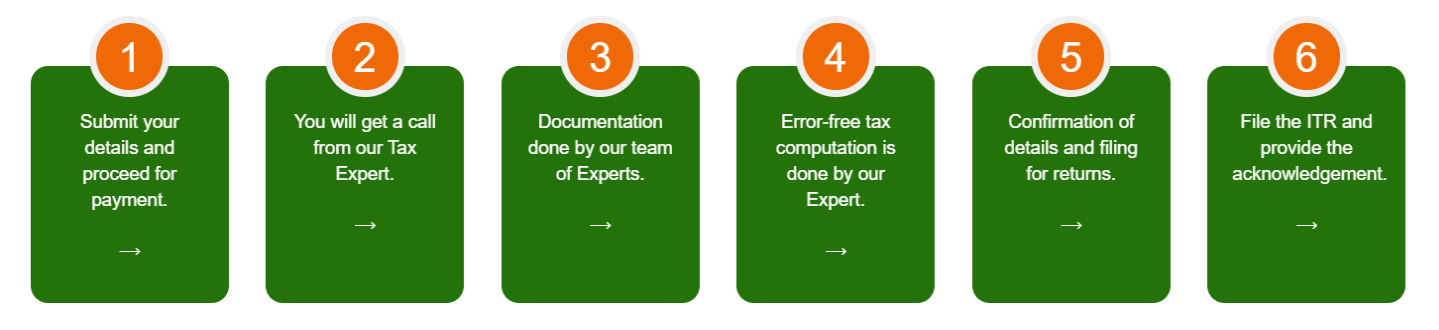 1
Submit your
details and
proceed for
payment.
→
2
You will get a call
from our Tax
Expert.
→
3
Documentation
done by our team
of Experts.
→
4
Error-free tax
computation is
done by our
Expert.
→
5
Confirmation of
details and filing
for returns.
→
6
File the ITR and
provide the
acknowledgement.
→